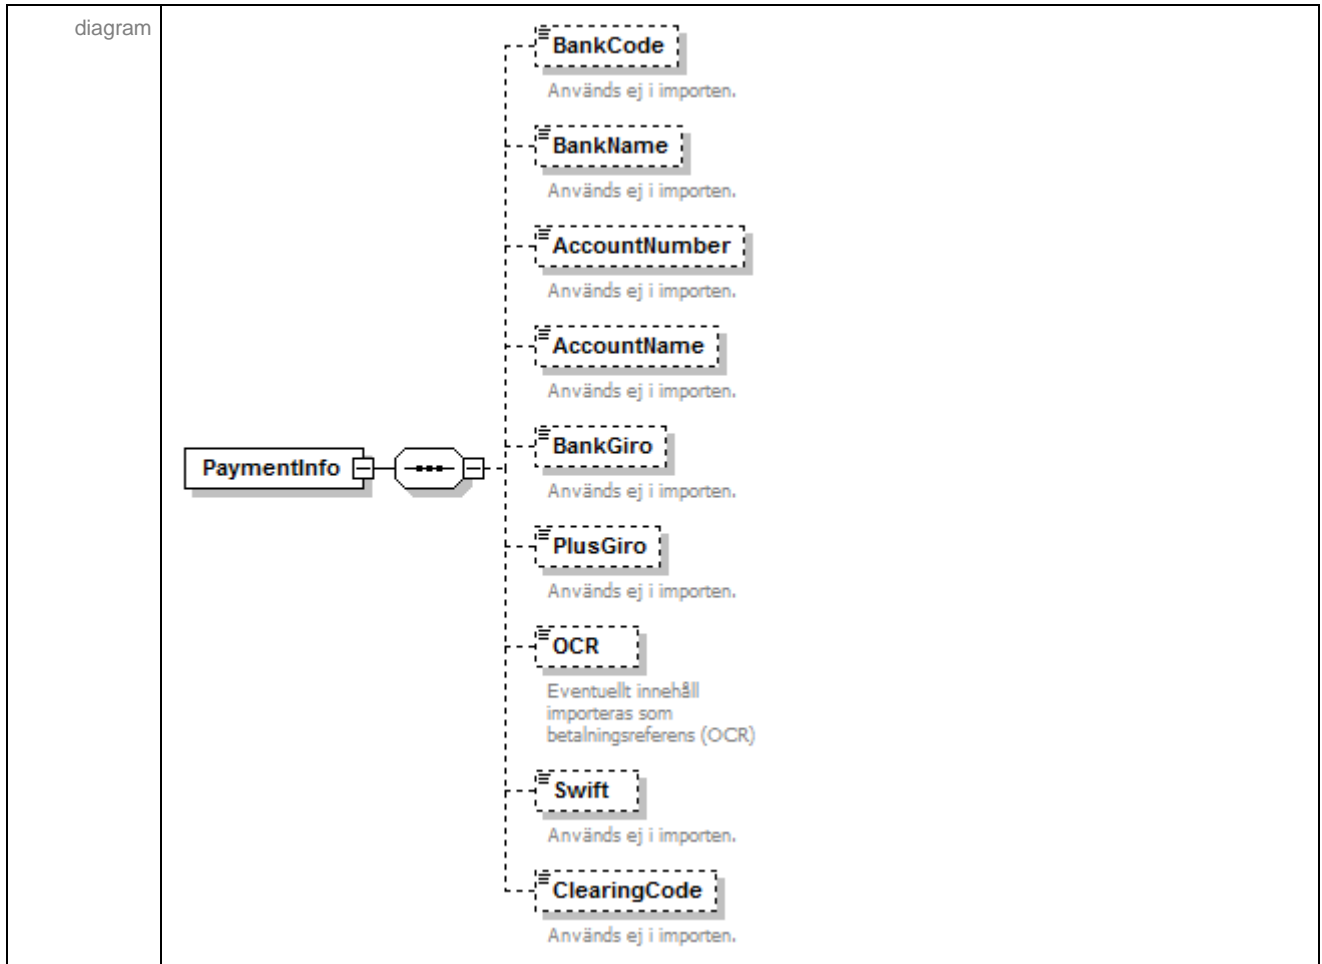 diagram
BankCode
Används ej i importen.
BankName
Används ej i importen.
AccountNumber
Används ej i importen.
AccountName
Används ej i importen.
BankGiro
Används ej i importen.
PaymentInfo
PlusGiro
Används ej i importen.
OCR
Eventuellt innehåll
importeras som
betalningsreferens (OCR)
Swift
Används ej i importen.
ClearingCode
Används ej i importen.